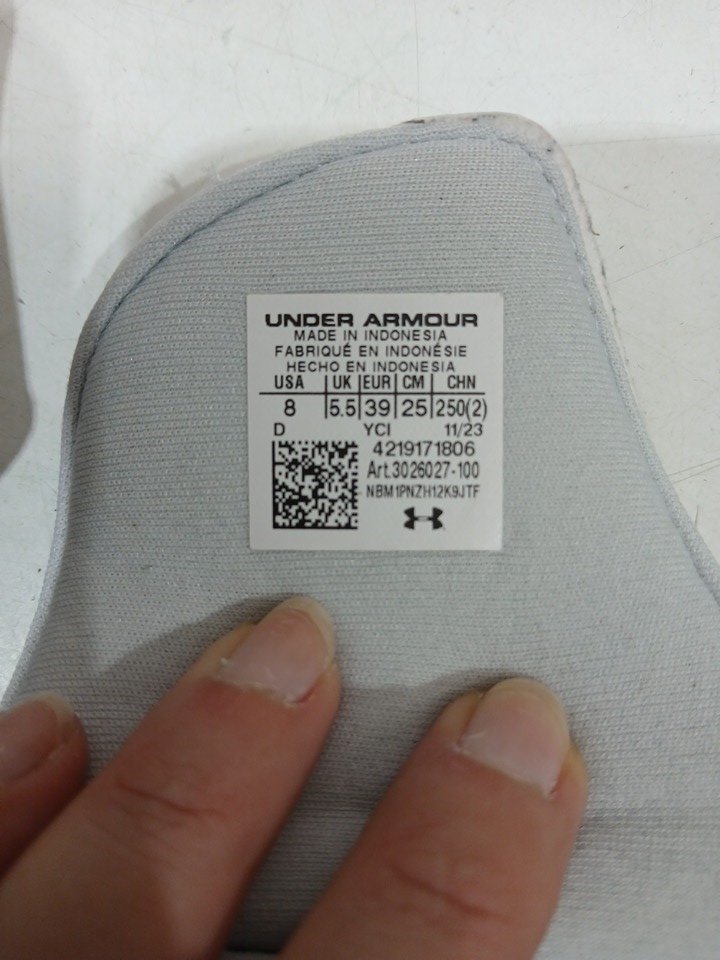 UNDER ARMOUR
MADE IN INDONESIA
FABRIQUÉ EN INDONÉSIE
HECHO EN INDONESIA
USA UK EUR CM CHN
8 5.5 39 25 250(2)
D YCI 11/23
4219171806
Art.3026027-100
NBM1PNZH12K9JTF